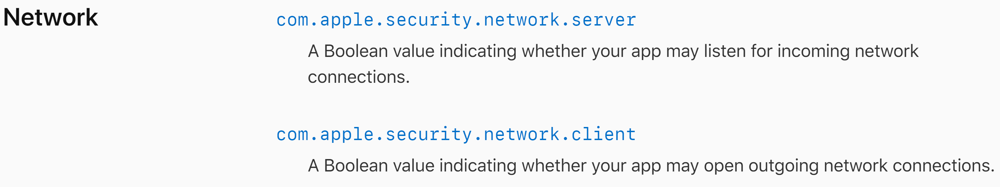 Network
com.apple.security.network.server
A Boolean value indicating whether your app may listen for incoming network
connections.
com.apple.security.network.client
A Boolean value indicating whether your app may open outgoing network connections.